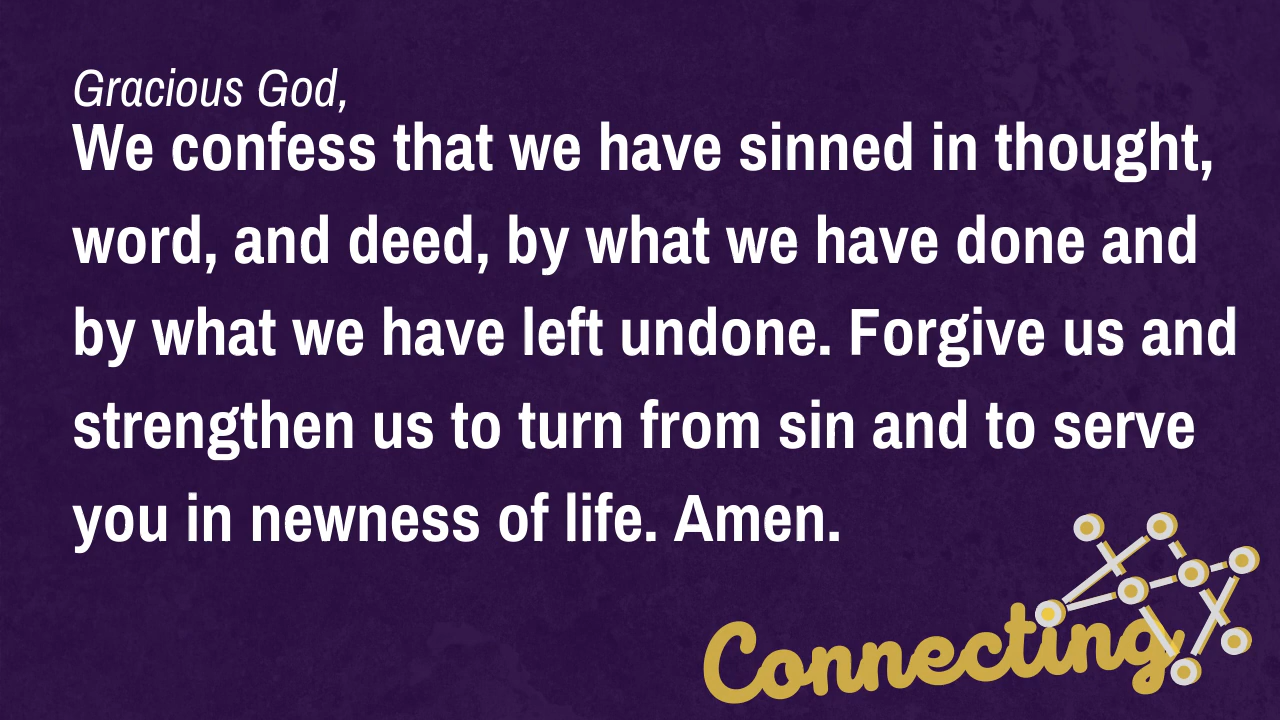 Gracious God,
We confess that we have sinned in thought,
word, and deed, by what we have done and
by what we have left undone. Forgive us and
strengthen us to turn from sin and to serve
you in newness of life. Amen.
Connecting